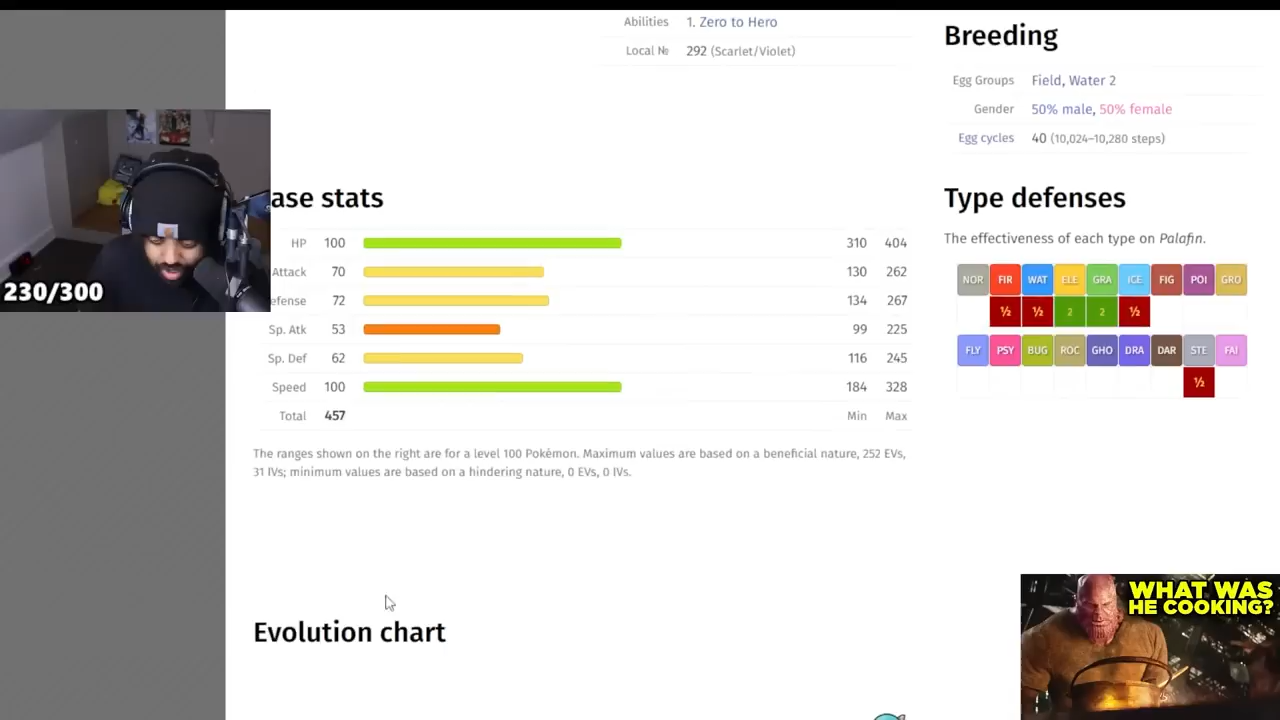 Abilities 1. Zero to Hero
Local № 292 (Scarlet/Violet)
Breeding
Egg Groups Field, Water 2
Gender 50% male, 50% female
Egg cycles 40 (10,024–10,280 steps)
230/300
ase stats
HP 100 310 404
Attack 70 130 262
efense 72 134 267
Sp. Atk 53 99 225
Sp. Def 62 116 245
Speed 100 184 328
Total 457 Min Max
The ranges shown on the right are for a level 100 Pokémon. Maximum values are based on a beneficial nature, 252 EVs,
31 IVs; minimum values are based on a hindering nature, 0 EVs, 0 IVs.
Type defenses
The effectiveness of each type on Palafin.
NOR FIR WAT ELE GRA ICE FIG POI GRO
½ ½ 2 2 ½
FLY PSY BUG ROC GHO DRA DAR STE FAI
½
Evolution chart
WHAT WAS
HE COOKING?